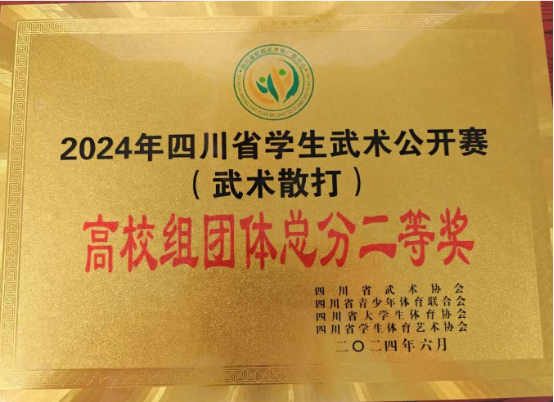 2024年四川省学生武术公开赛
（武术散打）
高校组团体总分二等奖
四川省武术协会
四川省青少年体育联合会
四川省大学生体育协会
四川省学生体育艺术协会
二〇二四年六月